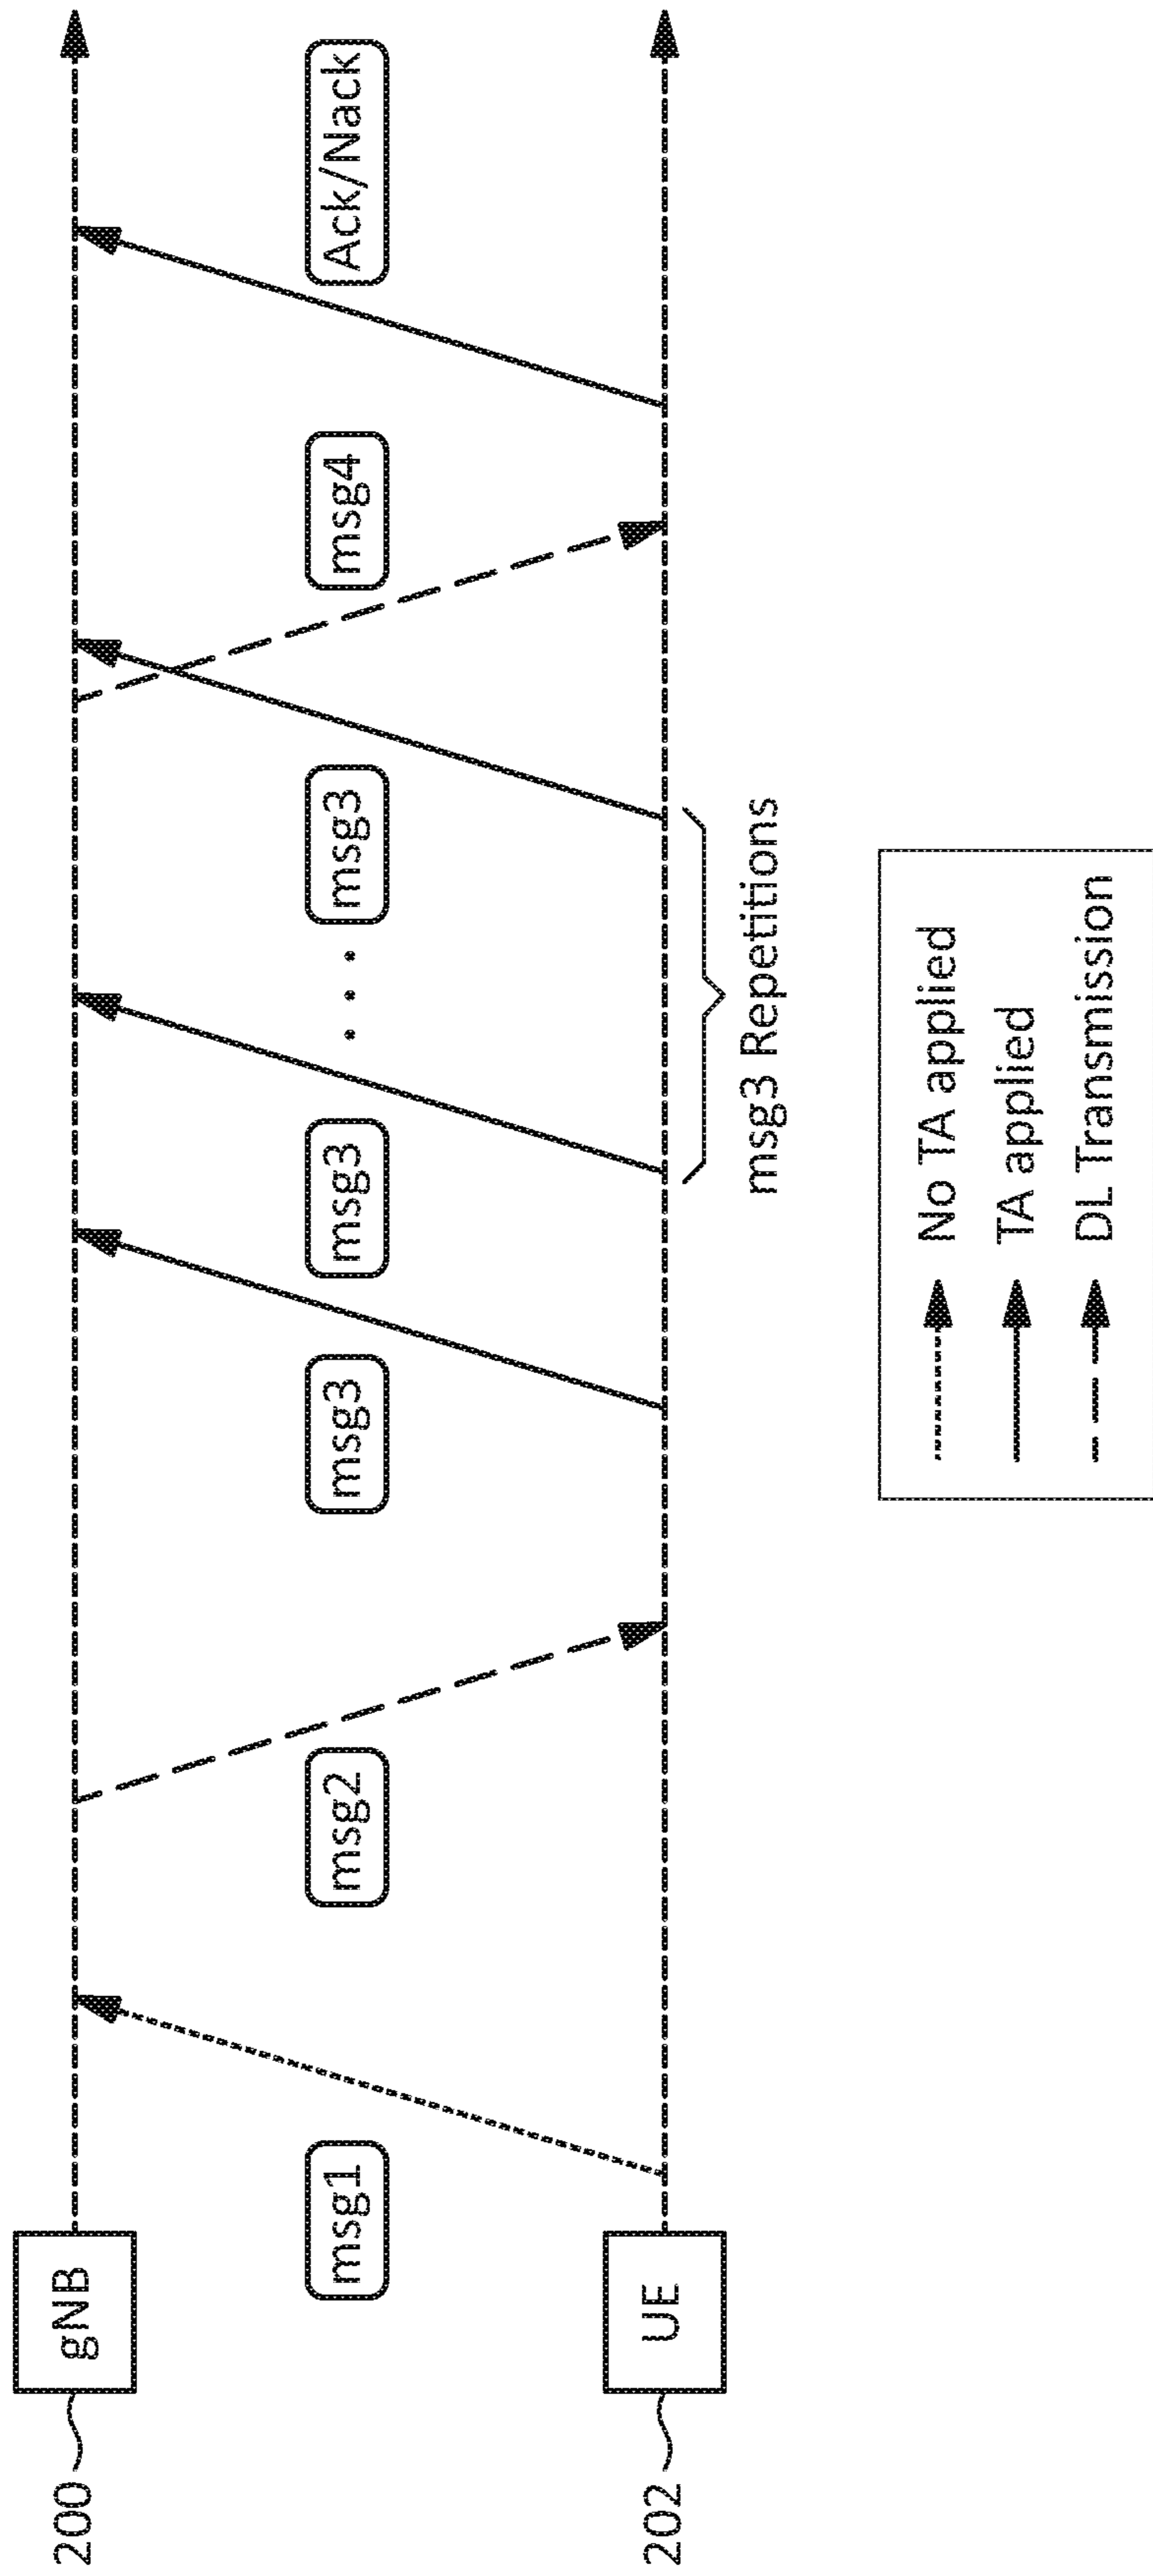 200
gNB
202
UE
msg1
msg2
msg3
msg3
. . .
msg3
msg4
Ack/Nack
msg3 Repetitions
No TA applied
TA applied
DL Transmission